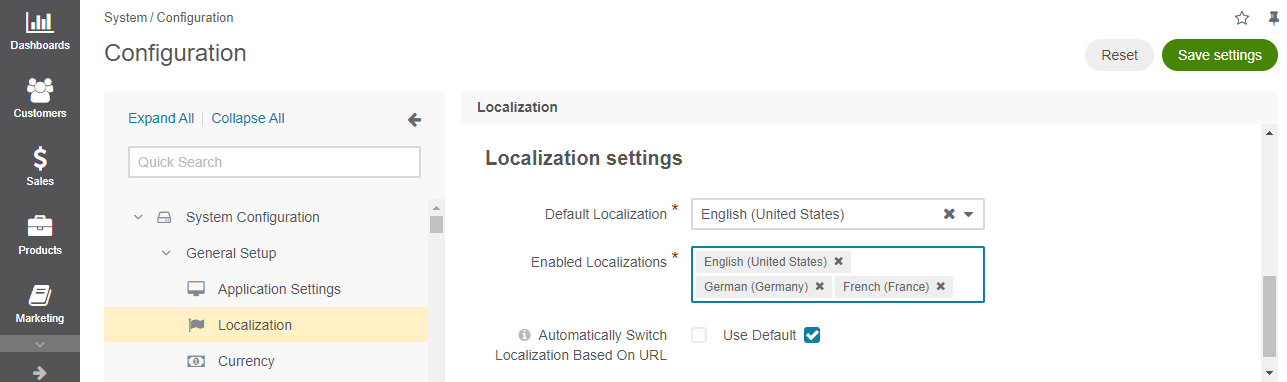 Dashboards
Customers
Sales
Products
Marketing
System / Configuration
Configuration
Reset
Save settings
Expand All | Collapse All
Quick Search
System Configuration
General Setup
Application Settings
Localization
Currency
Localization
Localization settings
Default Localization *
English (United States)
Enabled Localizations *
English (United States)
German (Germany) French (France)
Automatically Switch
Localization Based On URL
Use Default